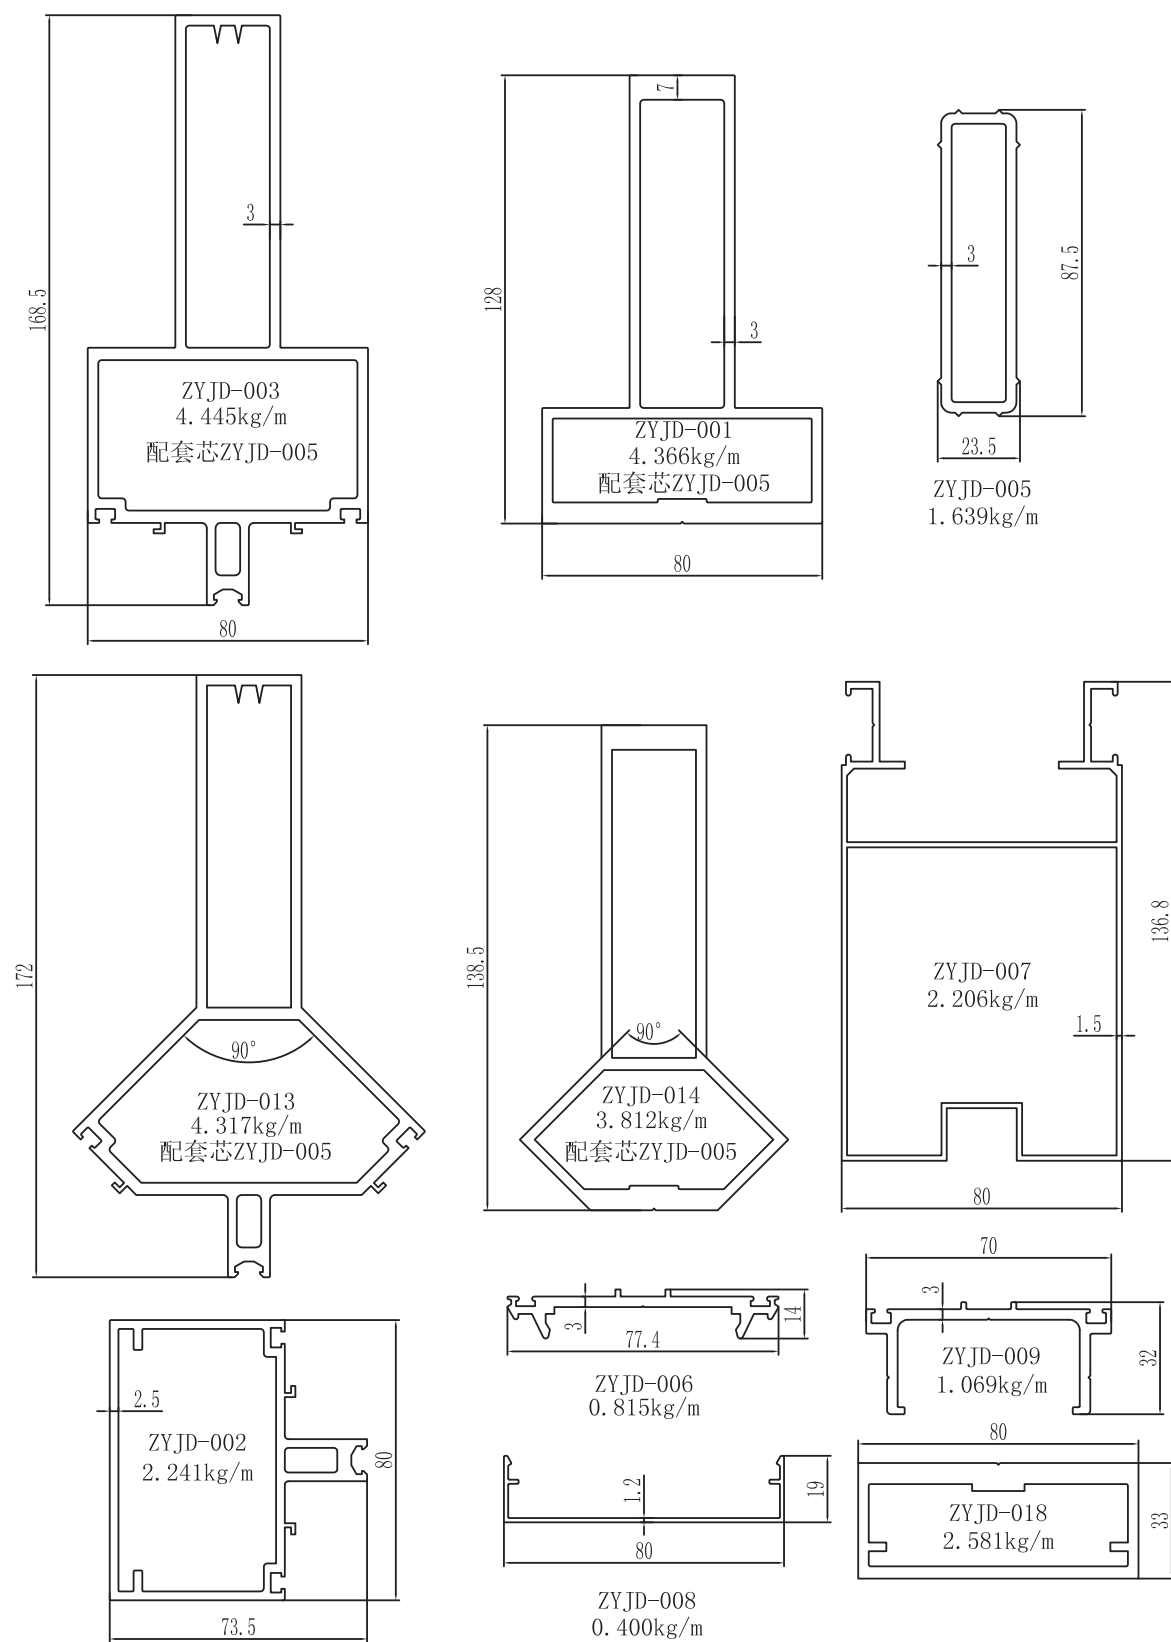 168.5
3
ZYJD-003
4.445kg/m
配套芯ZYJD-005
80
128
7
3
ZYJD-001
4.366kg/m
配套芯ZYJD-005
80
3
87.5
23.5
ZYJD-005
1.639kg/m
172
90°
ZYJD-013
4.317kg/m
配套芯ZYJD-005
138.5
90°
ZYJD-014
3.812kg/m
配套芯ZYJD-005
136.8
ZYJD-007
2.206kg/m
1.5
80
2.5
ZYJD-002
2.241kg/m
80
73.5
3
14
77.4
ZYJD-006
0.815kg/m
70
3
32
ZYJD-009
1.069kg/m
1.2
19
80
ZYJD-008
0.400kg/m
80
ZYJD-018
2.581kg/m
33